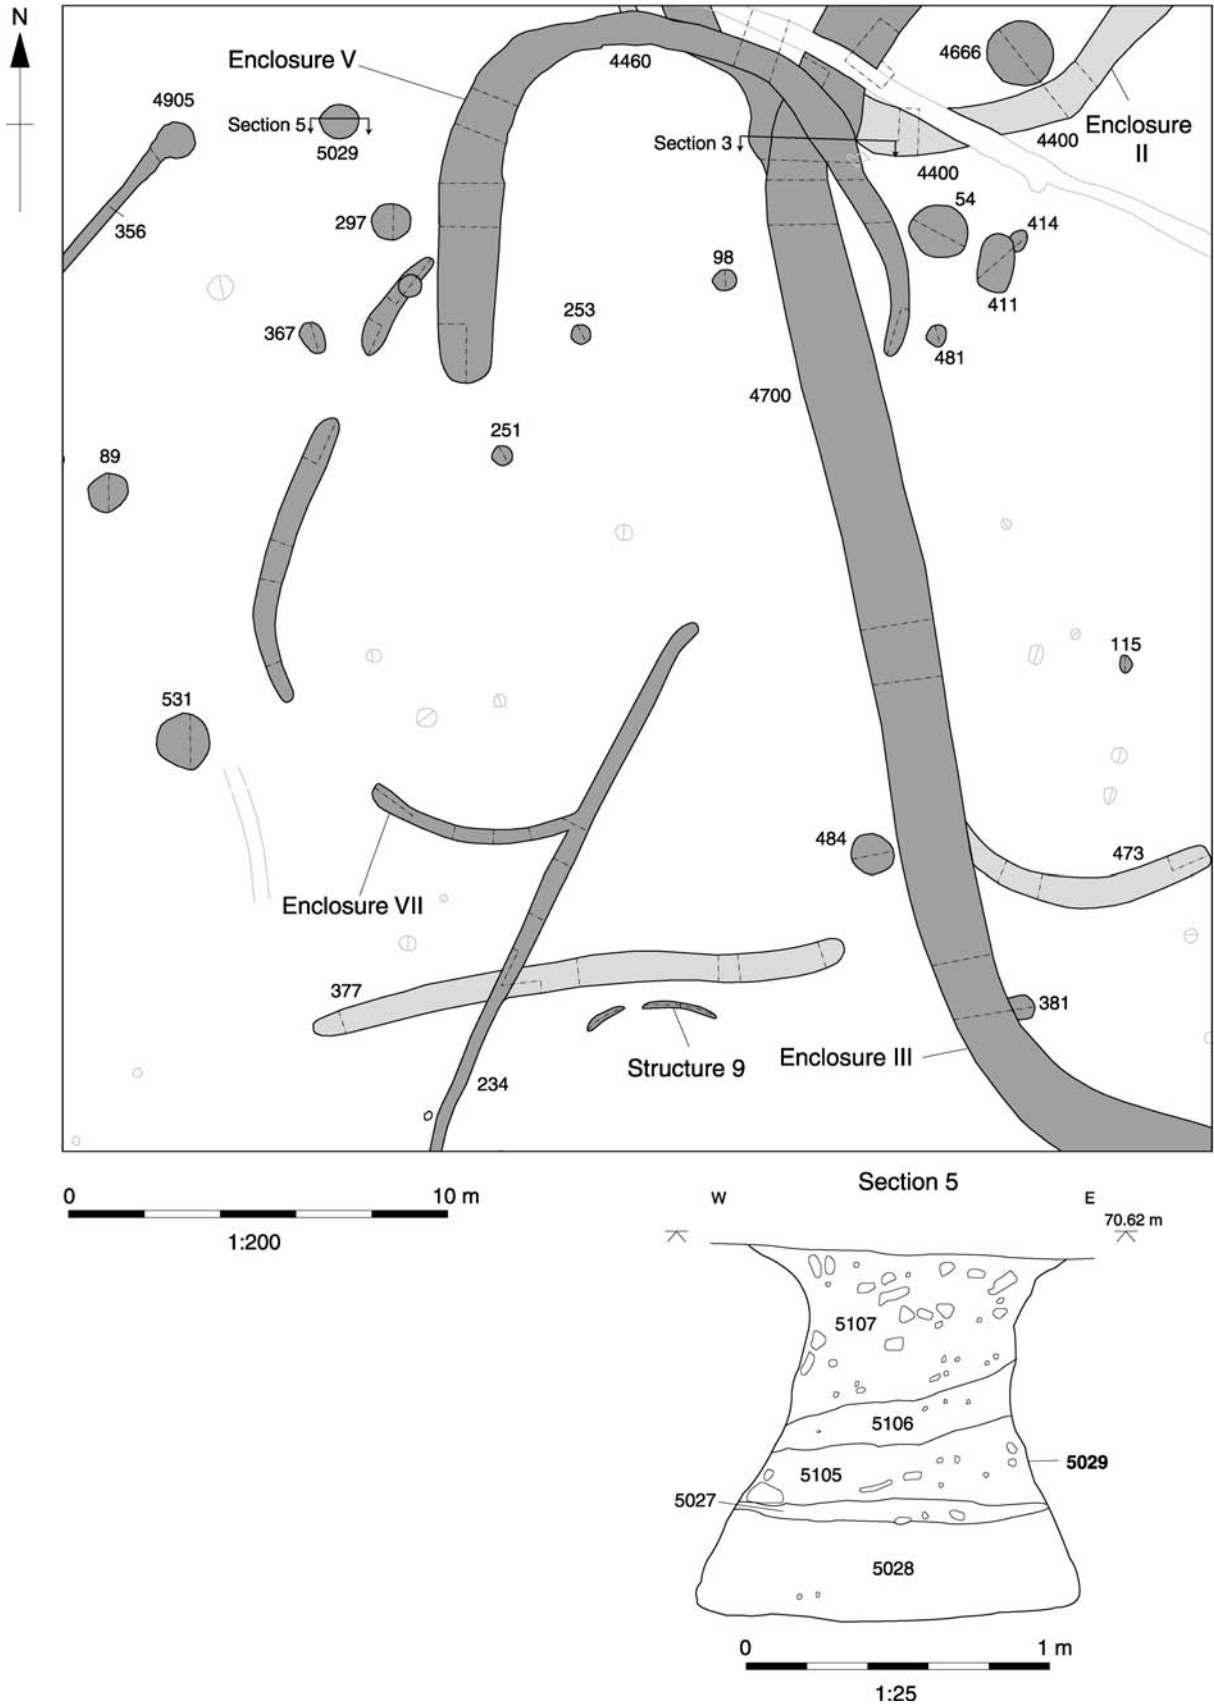 N
4905
Enclosure V
4460
4666
4400
Enclosure
II
Section 5
5029
Section 3
4400
356
297
54
414
98
411
367
253
481
4700
251
89
115
531
484
473
Enclosure VII
377
381
Structure 9
Enclosure III
234
0 10 m
1:200
Section 5
W E
70.62 m
5107
5106
5105
5029
5027
5028
0 1 m
1:25